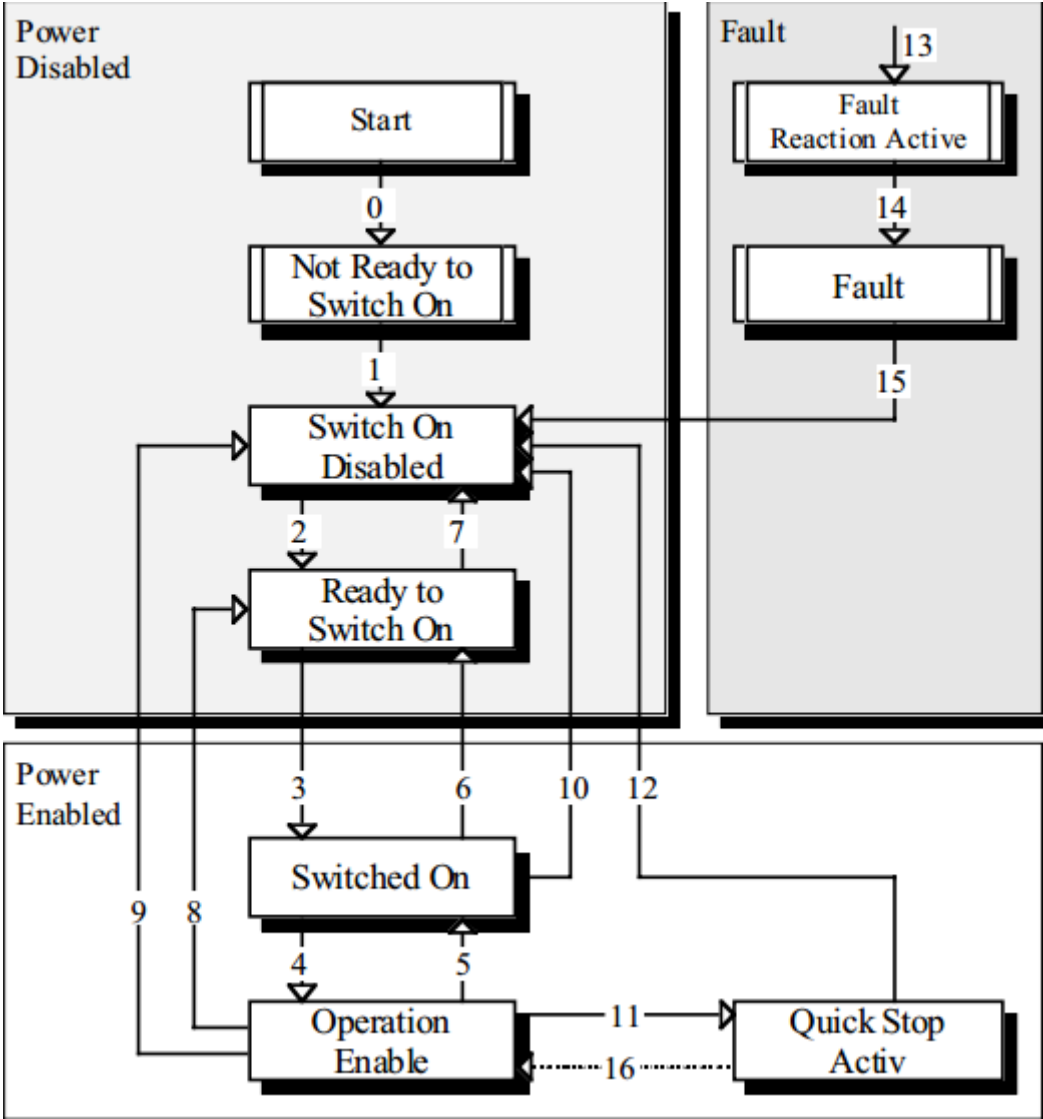 Power
Disabled
Start
0
Not Ready to
Switch On
1
Switch On
Disabled
2
7
Ready to
Switch On
Fault
13
Fault
Reaction Active
14
Fault
15
Power
Enabled
3
6
10
12
Switched On
9
8
4
5
Operation
Enable
11
16
Quick Stop
Activ